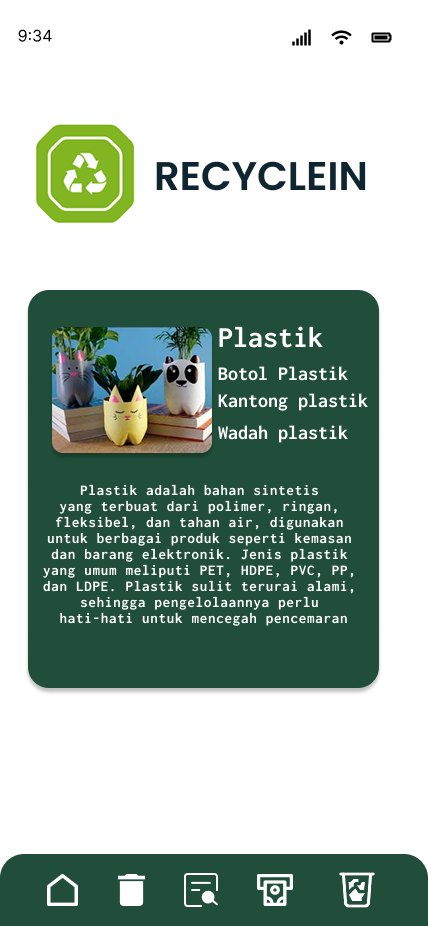 9:34
RECYCLEIN
Plastik
Botol Plastik
Kantong plastik
Wadah plastik
Plastik adalah bahan sintetis
yang terbuat dari polimer, ringan,
fleksibel, dan tahan air, digunakan
untuk berbagai produk seperti kemasan
dan barang elektronik. Jenis plastik
yang umum meliputi PET, HDPE, PVC, PP,
dan LDPE. Plastik sulit terurai alami,
sehingga pengelolaannya perlu
hati-hati untuk mencegah pencemaran